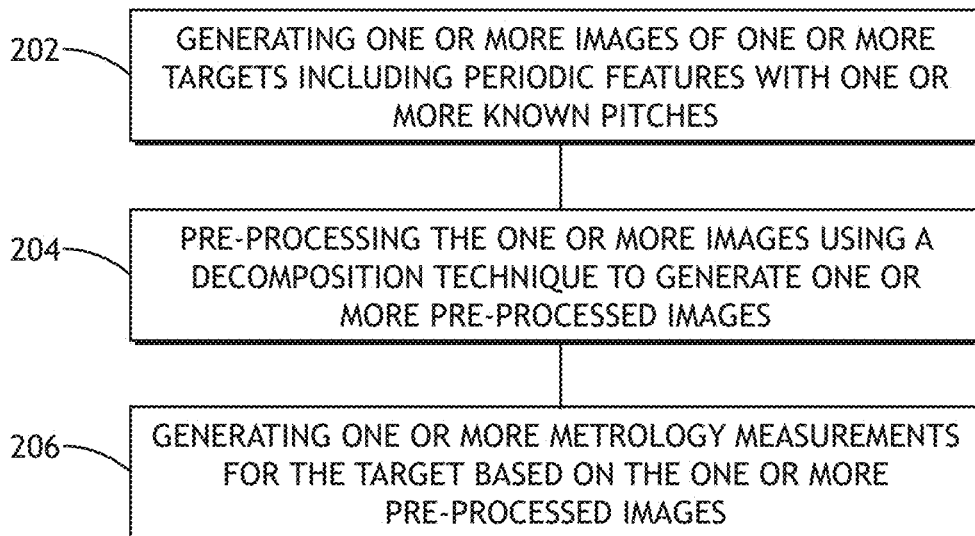 202
GENERATING ONE OR MORE IMAGES OF ONE OR MORE
TARGETS INCLUDING PERIODIC FEATURES WITH ONE OR
MORE KNOWN PITCHES
204
PRE-PROCESSING THE ONE OR MORE IMAGES USING A
DECOMPOSITION TECHNIQUE TO GENERATE ONE OR
MORE PRE-PROCESSED IMAGES
206
GENERATING ONE OR MORE METROLOGY MEASUREMENTS
FOR THE TARGET BASED ON THE ONE OR MORE
PRE-PROCESSED IMAGES